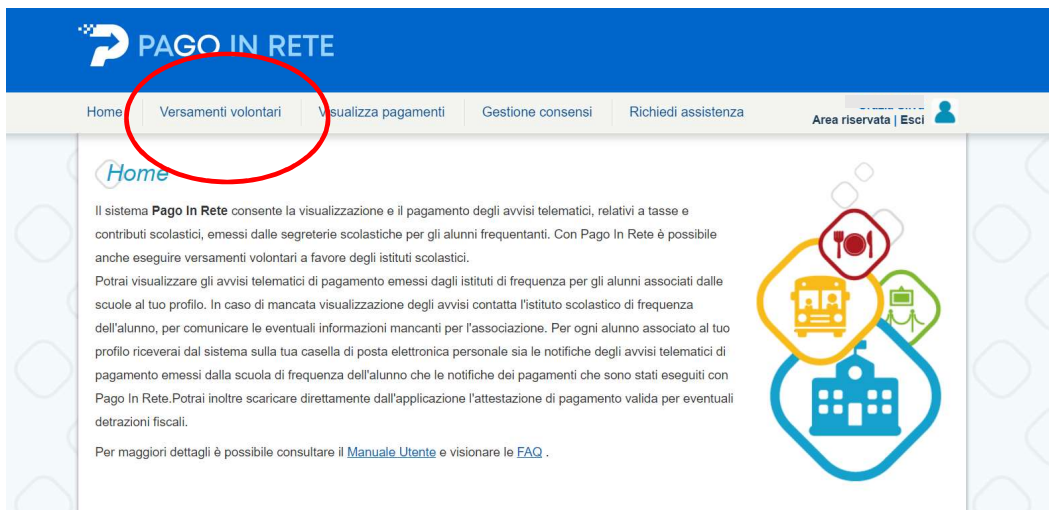 PAGO IN RETE
Home Versamenti volontari Visualizza pagamenti Gestione consensi Richiedi assistenza
Area riservata | Esci
Home
Il sistema Pago In Rete consente la visualizzazione e il pagamento degli avvisi telematici, relativi a tasse e
contributi scolastici, emessi dalle segreterie scolastiche per gli alunni frequentanti. Con Pago In Rete è possibile
anche eseguire versamenti volontari a favore degli istituti scolastici.
Potrai visualizzare gli avvisi telematici di pagamento emessi dagli istituti di frequenza per gli alunni associati dalle
scuole al tuo profilo. In caso di mancata visualizzazione degli avvisi contatta l'istituto scolastico di frequenza
dell'alunno, per comunicare le eventuali informazioni mancanti per l'associazione. Per ogni alunno associato al tuo
profilo riceverai dal sistema sulla tua casella di posta elettronica personale sia le notifiche degli avvisi telematici di
pagamento emessi dalla scuola di frequenza dell'alunno che le notifiche dei pagamenti che sono stati eseguiti con
Pago In Rete.Potrai inoltre scaricare direttamente dall'applicazione l'attestazione di pagamento valida per eventuali
detrazioni fiscali.
Per maggiori dettagli è possibile consultare il Manuale Utente e visionare le FAQ .